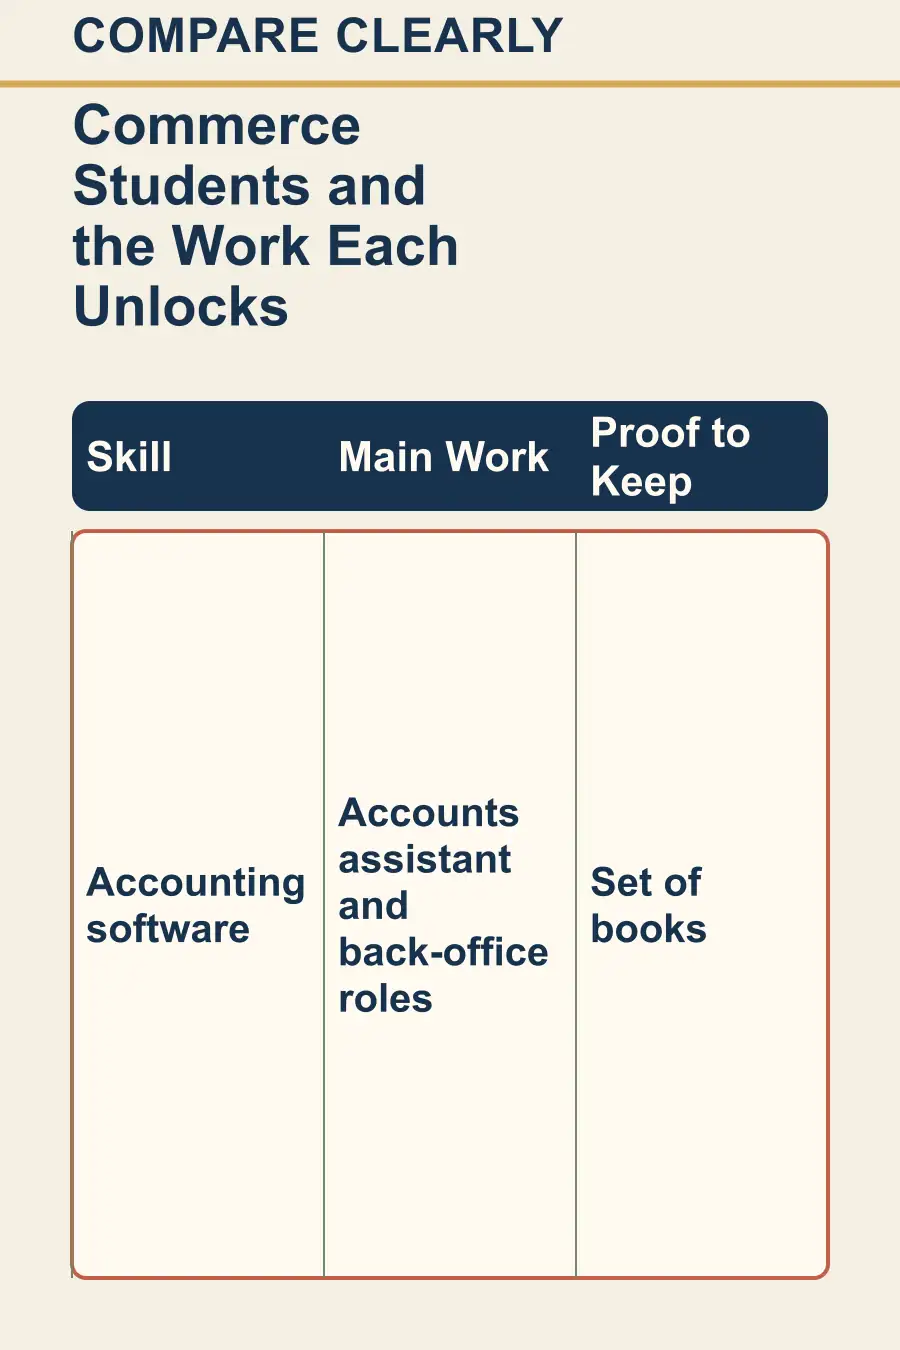 COMPARE CLEARLY
Commerce
Students and
the Work Each
Unlocks
Skill
Main Work
Proof to
Keep
Accounting
software
Accounts
assistant
and
back-office
roles
Set of
books